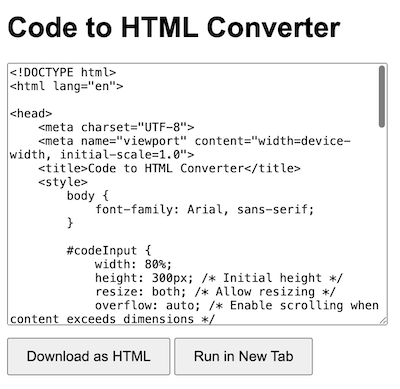 Code to HTML Converter
<!DOCTYPE html>
<html lang="en">

<head>
    <meta charset="UTF-8">
    <meta name="viewport" content="width=device-
width, initial-scale=1.0">
    <title>Code to HTML Converter</title>
    <style>
        body {
            font-family: Arial, sans-serif;
        }

        #codeInput {
            width: 80%;
            height: 300px; /* Initial height */
            resize: both; /* Allow resizing */
            overflow: auto; /* Enable scrolling when
content exceeds dimensions */
Download as HTML Run in New Tab